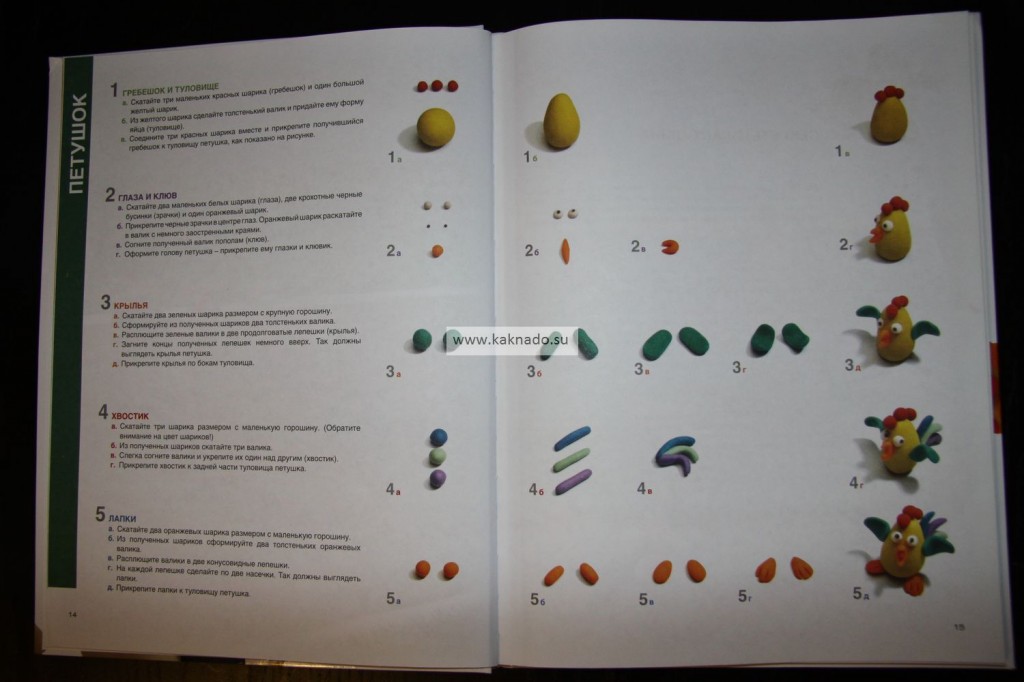 ПЕТУШОК
1 ГРЕБЕШОК И ТУЛОВИЩЕ
а. Скатайте три маленьких красных шарика (гребешок) и один большой
желтый шарик.
б. Из желтого шарика сделайте толстенький валик и придайте ему форму
яйца (туловище).
в. Соедините три красных шарика вместе и прикрепите получившийся
гребешок к туловищу петушка, как показано на рисунке.
1а
1б
1в
2 ГЛАЗА И КЛЮВ
а. Скатайте два маленьких белых шарика (глаза), две крохотные черные
бусинки (зрачки) и один оранжевый шарик.
б. Прикрепите черные зрачки в центре глаз. Оранжевый шарик раскатайте
в валик с немного заостренными краями.
в. Согните полученный валик пополам (клюв).
г. Оформите голову петушка – прикрепите ему глазки и клювик.
2а
2б
2в
2г
3 КРЫЛЬЯ
а. Скатайте два зеленых шарика размером с крупную горошину.
б. Сформируйте из полученных шариков два толстеньких валика.
в. Расплющите зеленые валики в две продолговатые лепешки (крылья).
г. Загните концы полученных лепешек немного вверх. Так должны
выглядеть крылья петушка.
д. Прикрепите крылья по бокам туловища.
www.kaknado.su
3а
3б
3в
3г
3д
4 ХВОСТИК
а. Скатайте три шарика размером с маленькую горошину. (Обратите
внимание на цвет шариков!)
б. Из полученных шариков скатайте три валика.
в. Слегка согните валики и укрепите их один над другим (хвостик).
г. Прикрепите хвостик к задней части туловища петушка.
4а
4б
4в
4г
5 ЛАПКИ
а. Скатайте два оранжевых шарика размером с маленькую горошину.
б. Из полученных шариков сформируйте два толстеньких оранжевых
валика.
в. Расплющите валики в две конусовидные лепешки.
г. На каждой лепешке сделайте по две насечки. Так должны выглядеть
лапки.
д. Прикрепите лапки к туловищу петушка.
5а
5б
5в
5г
5д
14
15